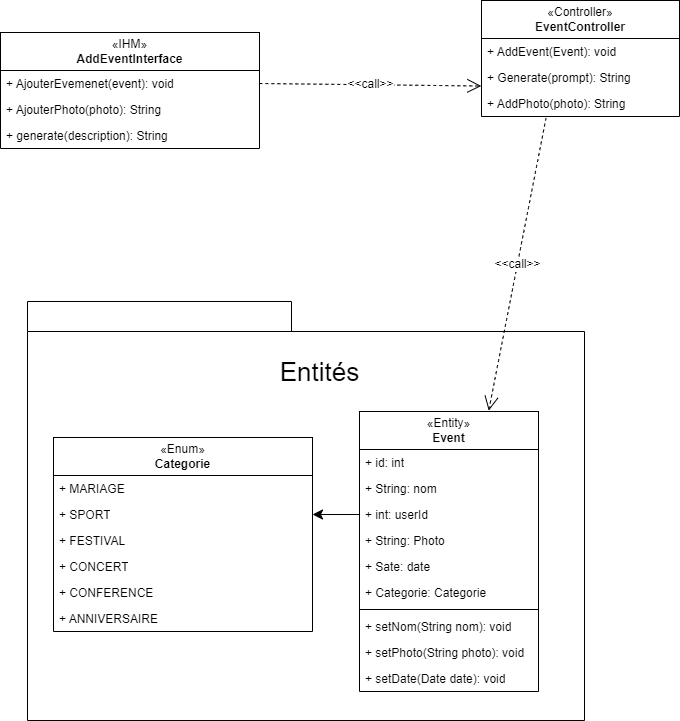 «IHM»
AddEventInterface
+ AjouterEvemenet(event): void
+ AjouterPhoto(photo): String
+ generate(description): String
<<call>>
«Controller»
EventController
+ AddEvent(Event): void
+ Generate(prompt): String
+ AddPhoto(photo): String
<<call>>
Entités
«Enum»
Categorie
+ MARIAGE
+ SPORT
+ FESTIVAL
+ CONCERT
+ CONFERENCE
+ ANNIVERSAIRE
«Entity»
Event
+ id: int
+ String: nom
+ int: userId
+ String: Photo
+ Sate: date
+ Categorie: Categorie
+ setNom(String nom): void
+ setPhoto(String photo): void
+ setDate(Date date): void